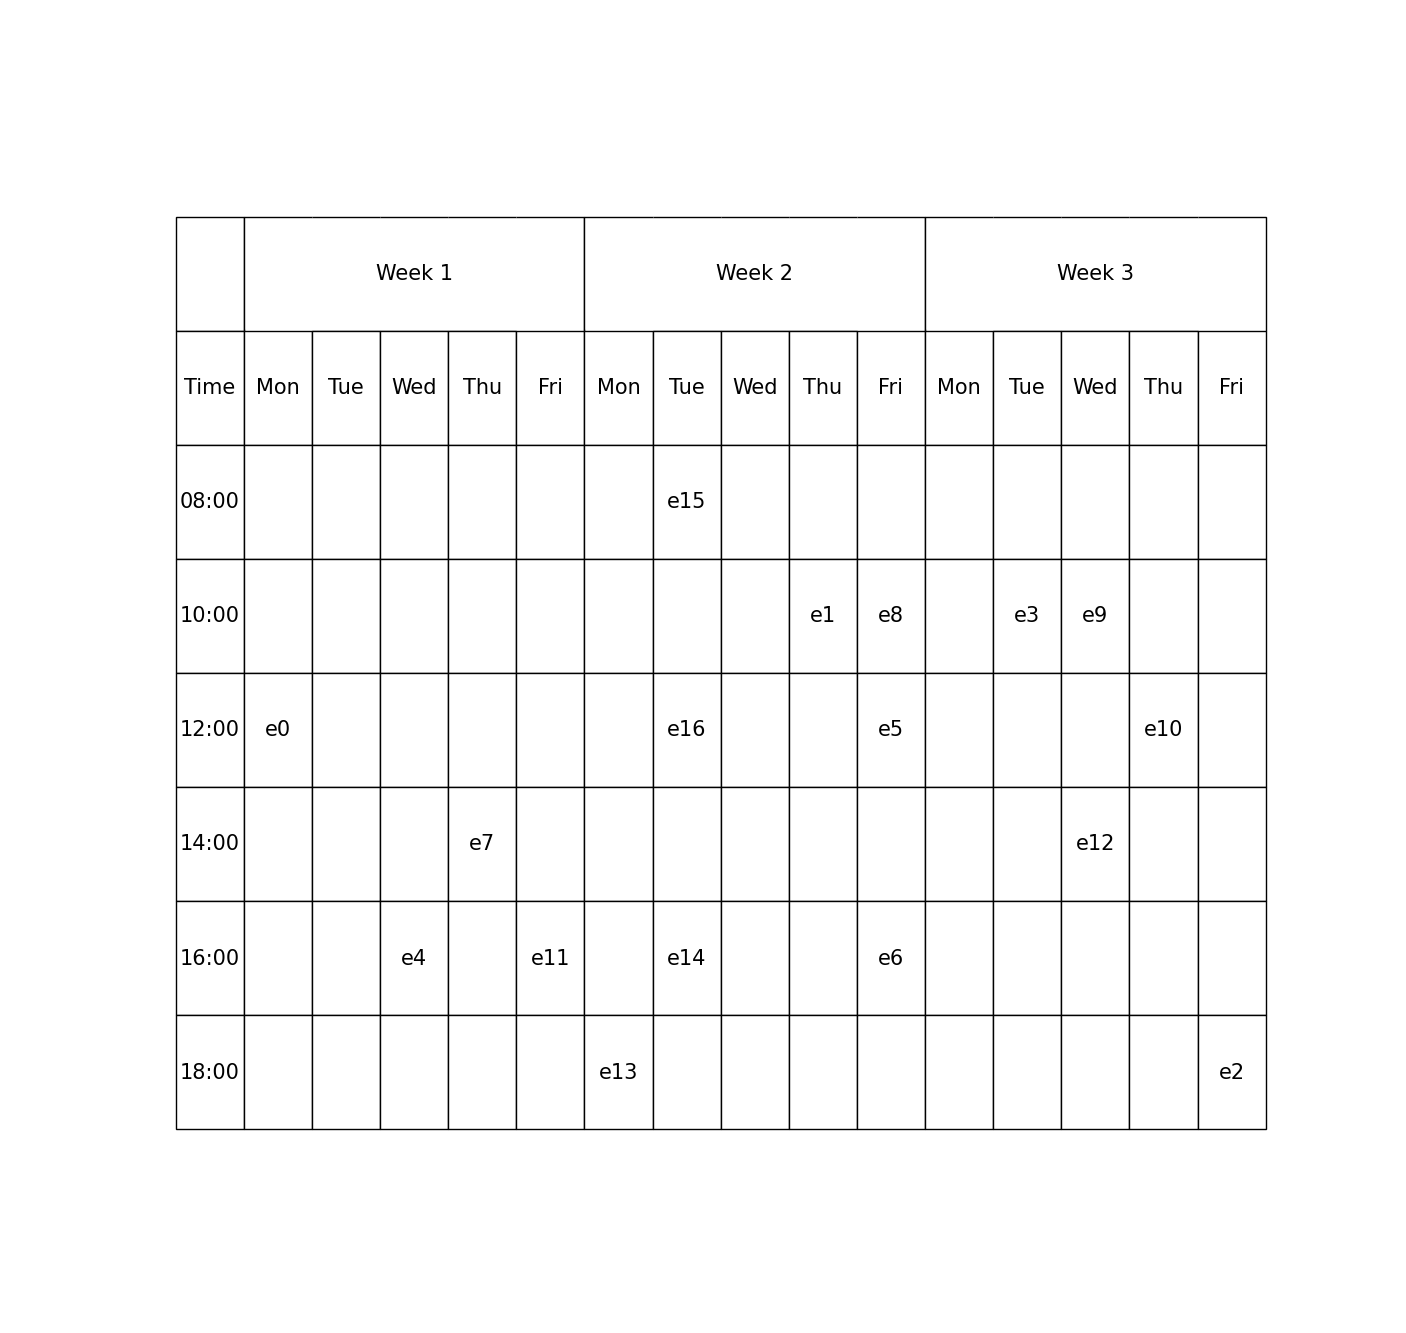 Week 1 Week 2 Week 3
Time Mon Tue Wed Thu Fri Mon Tue Wed Thu Fri Mon Tue Wed Thu Fri
08:00 e15
10:00 e1 e8 e3 e9
12:00 e0 e16 e5 e10
14:00 e7 e12
16:00 e4 e11 e14 e6
18:00 e13 e2